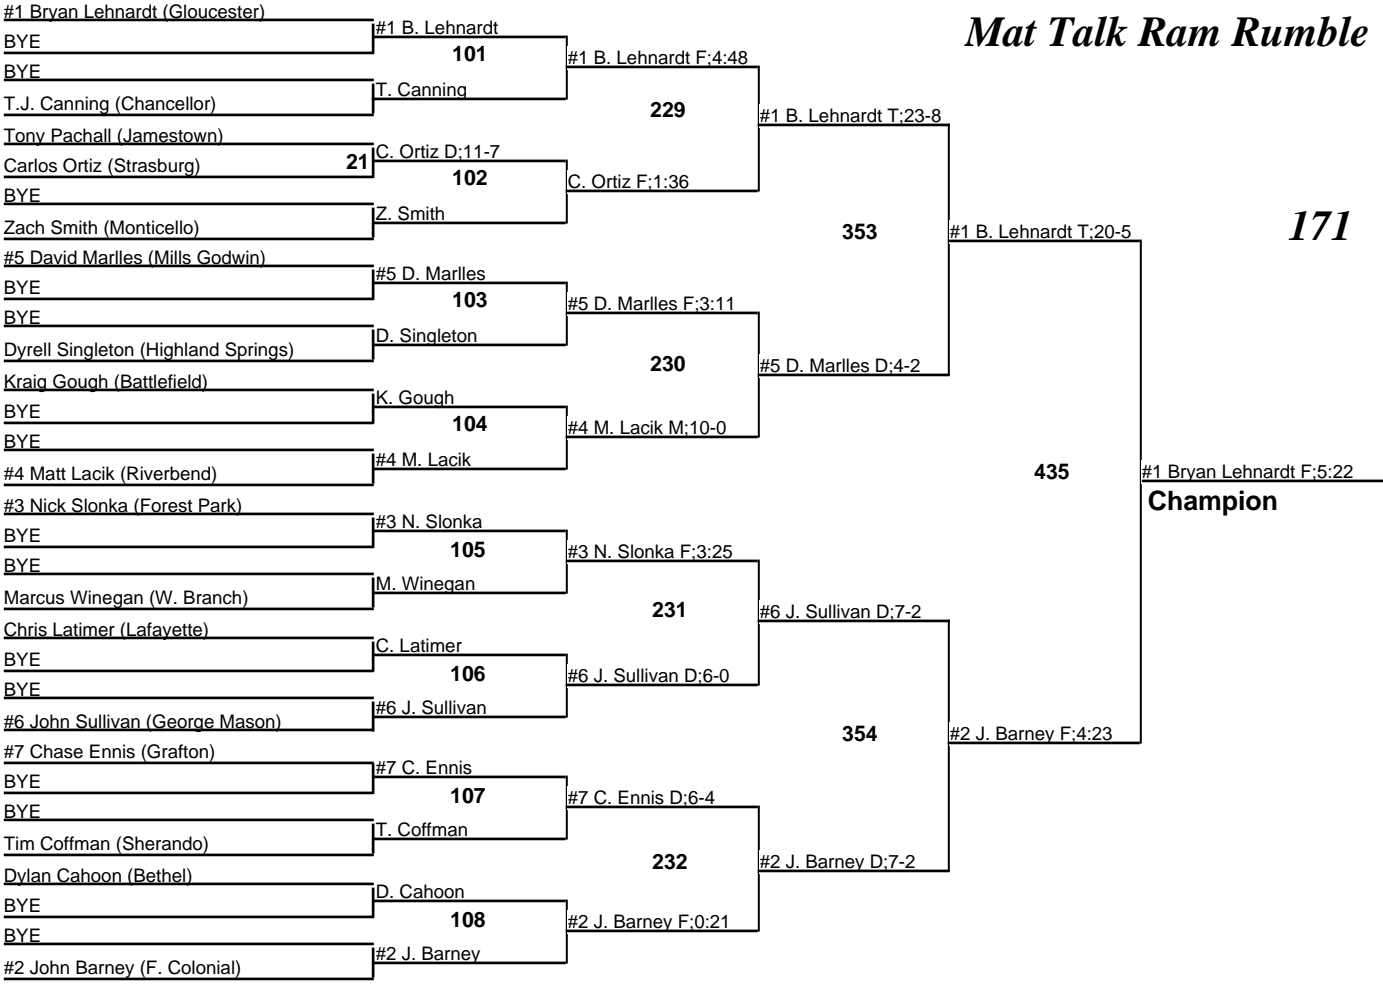 Mat Talk Ram Rumble
171
#1 Bryan Lehnardt (Gloucester)
BYE
BYE
T.J. Canning (Chancellor)
Tony Pachall (Jamestown)
Carlos Ortiz (Strasburg)
BYE
Zach Smith (Monticello)
#5 David Marlles (Mills Godwin)
BYE
BYE
Dyrell Singleton (Highland Springs)
Kraig Gough (Battlefield)
BYE
BYE
#4 Matt Lacik (Riverbend)
#3 Nick Slonka (Forest Park)
BYE
BYE
Marcus Winegan (W. Branch)
Chris Latimer (Lafayette)
BYE
BYE
#6 John Sullivan (George Mason)
#7 Chase Ennis (Grafton)
BYE
BYE
Tim Coffman (Sherando)
Dylan Cahoon (Bethel)
BYE
BYE
#2 John Barney (F. Colonial)
21
#1 B. Lehnardt
101
T. Canning
C. Ortiz D;11-7
102
Z. Smith
#5 D. Marlles
103
D. Singleton
K. Gough
104
#4 M. Lacik
#3 N. Slonka
105
M. Winegan
C. Latimer
106
#6 J. Sullivan
#7 C. Ennis
107
T. Coffman
D. Cahoon
108
#2 J. Barney
#1 B. Lehnardt F;4:48
229
C. Ortiz F;1:36
#5 D. Marlles F;3:11
230
#4 M. Lacik M;10-0
#3 N. Slonka F;3:25
231
#6 J. Sullivan D;6-0
#7 C. Ennis D;6-4
232
#2 J. Barney F;0:21
#1 B. Lehnardt T;23-8
353
#5 D. Marlles D;4-2
#6 J. Sullivan D;7-2
354
#2 J. Barney D;7-2
#1 B. Lehnardt T;20-5
435
#2 J. Barney F;4:23
#1 Bryan Lehnardt F;5:22
Champion